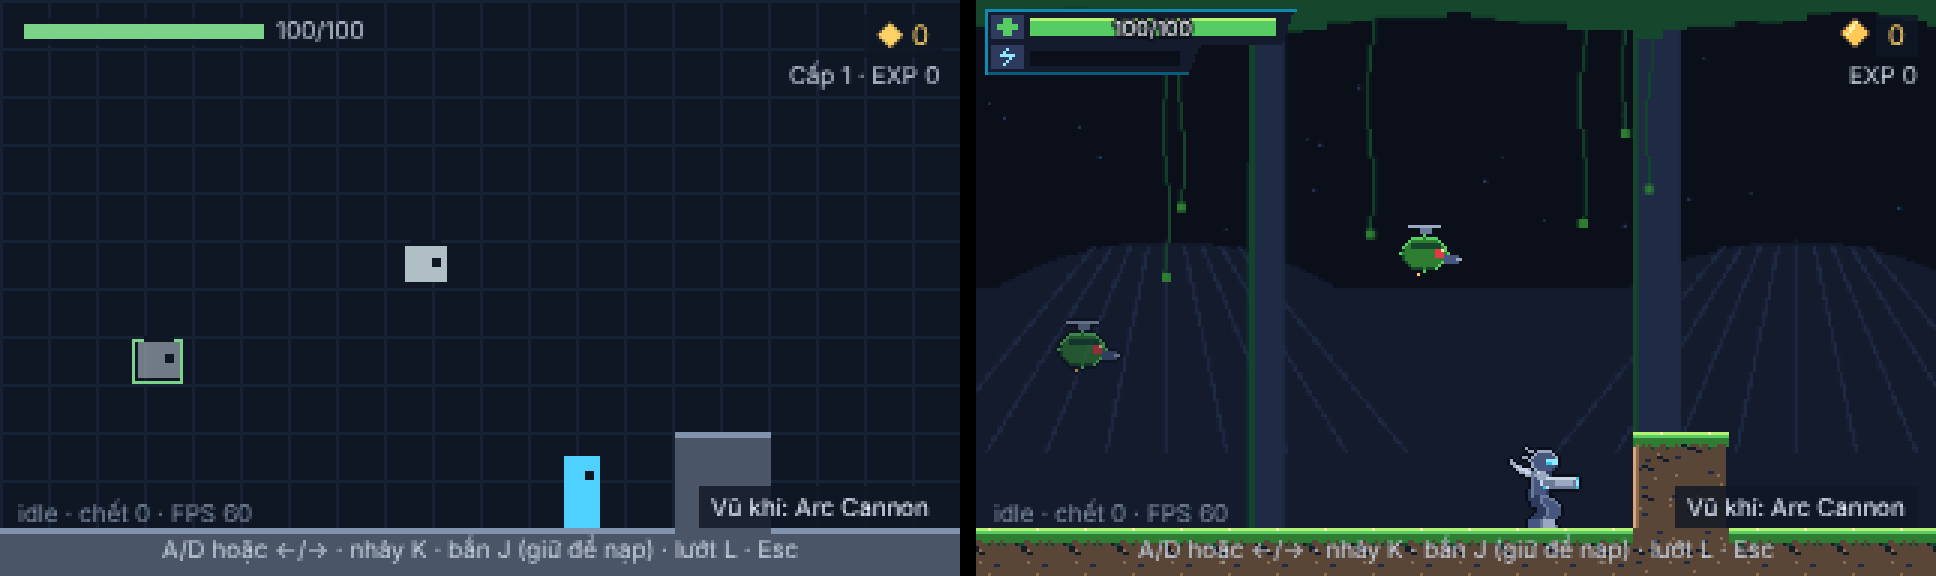 100/100
0
Cấp 1 · EXP 0
idle · chết 0 · FPS 60
Vũ khí: Arc Cannon
A/D hoặc ←/→ · nhảy K · bắn J (giữ để nạp) · lướt L · Esc
100/100
0
EXP 0
idle · chết 0 · FPS 60
Vũ khí: Arc Cannon
A/D hoặc ←/→ · nhảy K · bắn J (giữ để nạp) · lướt L · Esc